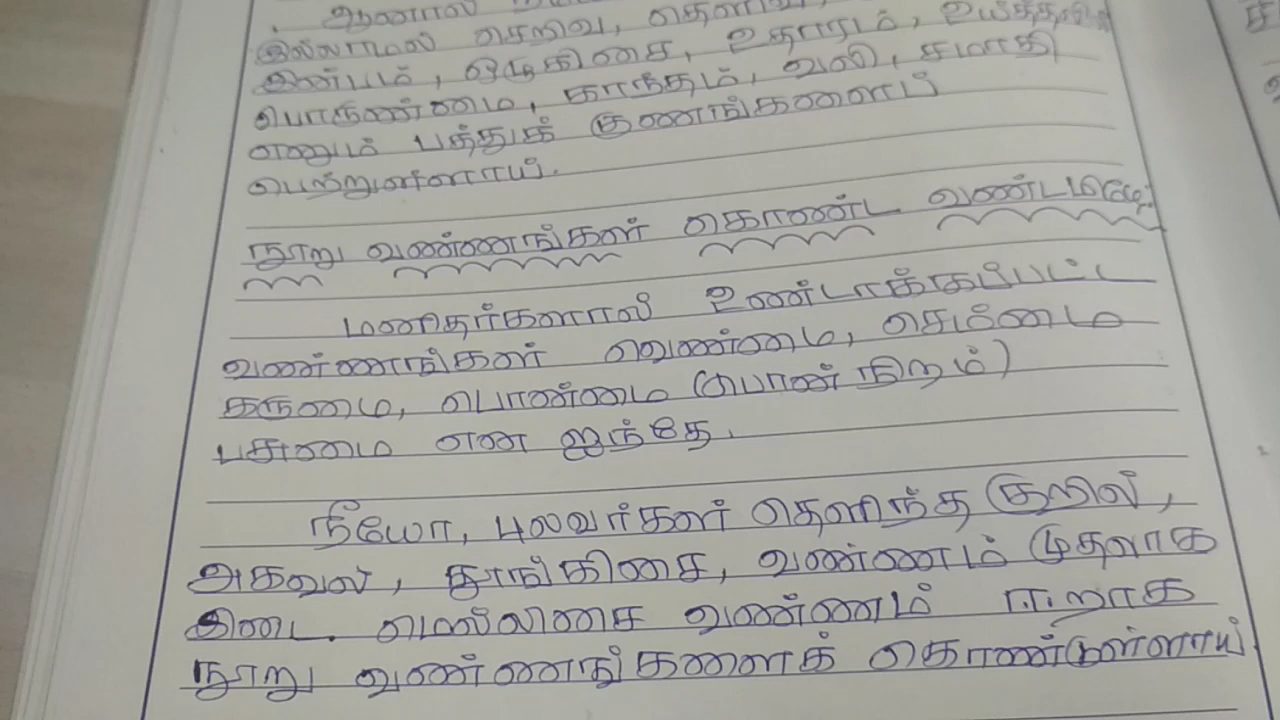 ஆனால்
இல்லாமல் செறிவு, தெளிவு,
இன்பம், ஒழுகிசை, உதாரம், உய்த்தலில்
பொருண்மை, காந்தம், வலி, சமாதி
எனும் பத்துக் குணங்களைப்
பெற்றுள்ளாய்.
நூறு வண்ணங்கள் கொண்ட வண்டமிழே:
மனிதர்களால் உண்டாக்கப்பட்ட
வண்ணங்கள் வெண்மை, செம்மை
கருமை, பொன்மை (பொன் நிறம்)
பசுமை என ஐந்தே.
நீயோ, புலவர்கள் தெளிந்த குறில்,
அகவல், தூங்கிசை, வண்ணம் முதலாக
இடை மெல்லிசை வண்ணம் ஈறாக
நூறு வண்ணங்களைக் கொண்டுள்ளாய்